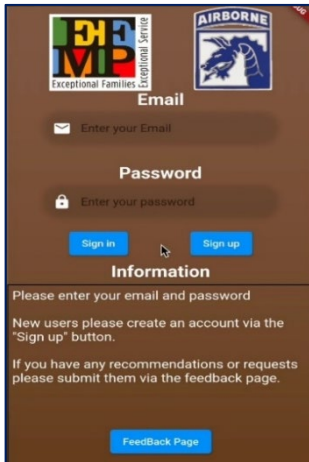 EFMP
Exceptional Families
Exceptional Service
AIRBORNE
Email
Enter your Email
Password
Enter your password
Sign in
Sign up
Information
Please enter your email and password
New users please create an account via the
"Sign up" button.
If you have any recommendations or requests
please submit them via the feedback page.
FeedBack Page